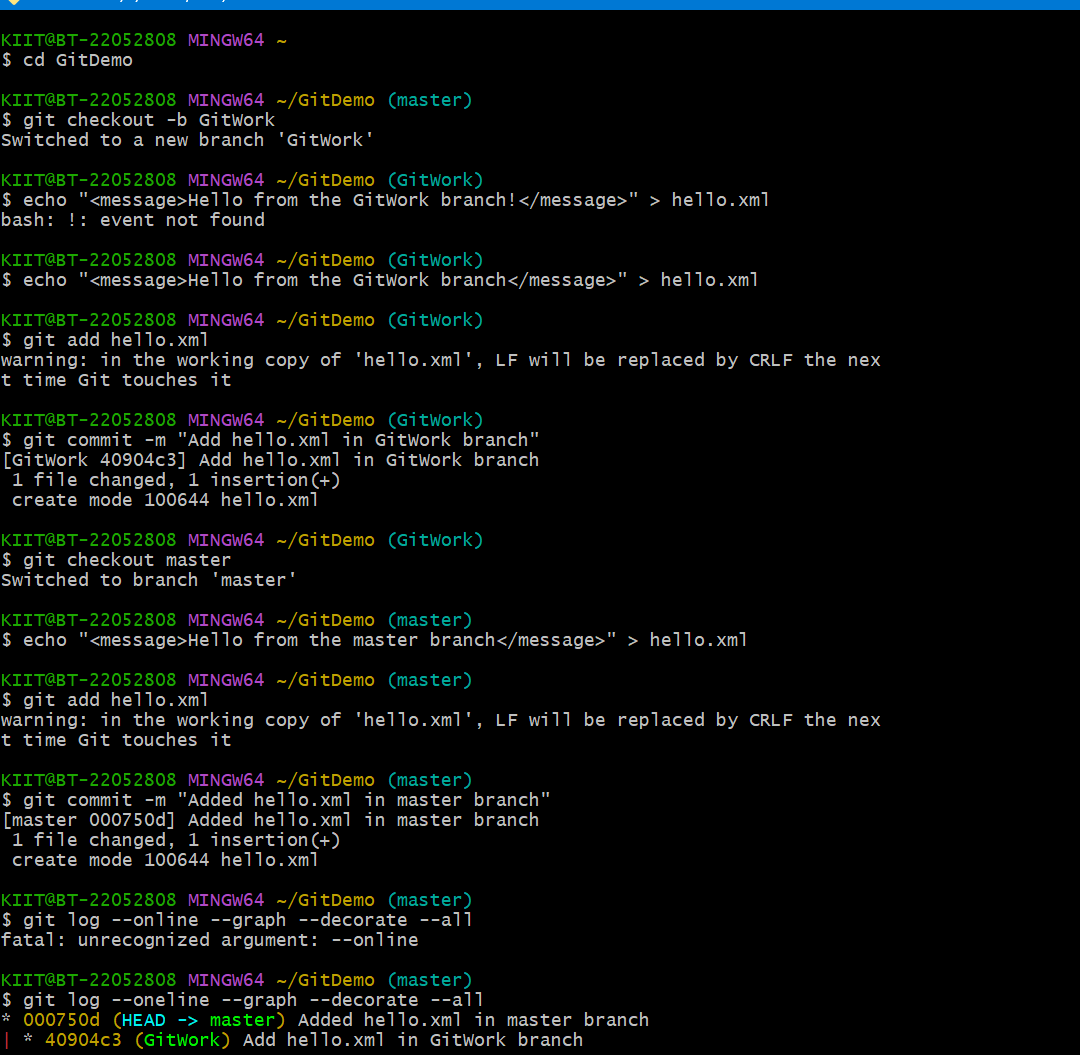 KIIT@BT-22052808 MINGW64 ~
$ cd GitDemo
KIIT@BT-22052808 MINGW64 ~/GitDemo (master)
$ git checkout -b GitWork
Switched to a new branch 'GitWork'
KIIT@BT-22052808 MINGW64 ~/GitDemo (GitWork)
$ echo "<message>Hello from the GitWork branch!</message>" > hello.xml
bash: !: event not found
KIIT@BT-22052808 MINGW64 ~/GitDemo (GitWork)
$ echo "<message>Hello from the GitWork branch</message>" > hello.xml
KIIT@BT-22052808 MINGW64 ~/GitDemo (GitWork)
$ git add hello.xml
warning: in the working copy of 'hello.xml', LF will be replaced by CRLF the nex
t time Git touches it
KIIT@BT-22052808 MINGW64 ~/GitDemo (GitWork)
$ git commit -m "Add hello.xml in GitWork branch"
[GitWork 40904c3] Add hello.xml in GitWork branch
 1 file changed, 1 insertion(+)
 create mode 100644 hello.xml
KIIT@BT-22052808 MINGW64 ~/GitDemo (GitWork)
$ git checkout master
Switched to branch 'master'
KIIT@BT-22052808 MINGW64 ~/GitDemo (master)
$ echo "<message>Hello from the master branch</message>" > hello.xml
KIIT@BT-22052808 MINGW64 ~/GitDemo (master)
$ git add hello.xml
warning: in the working copy of 'hello.xml', LF will be replaced by CRLF the nex
t time Git touches it
KIIT@BT-22052808 MINGW64 ~/GitDemo (master)
$ git commit -m "Added hello.xml in master branch"
[master 000750d] Added hello.xml in master branch
 1 file changed, 1 insertion(+)
 create mode 100644 hello.xml
KIIT@BT-22052808 MINGW64 ~/GitDemo (master)
$ git log --online --graph --decorate --all
fatal: unrecognized argument: --online
KIIT@BT-22052808 MINGW64 ~/GitDemo (master)
$ git log --oneline --graph --decorate --all
* 000750d (HEAD -> master) Added hello.xml in master branch
| * 40904c3 (GitWork) Add hello.xml in GitWork branch